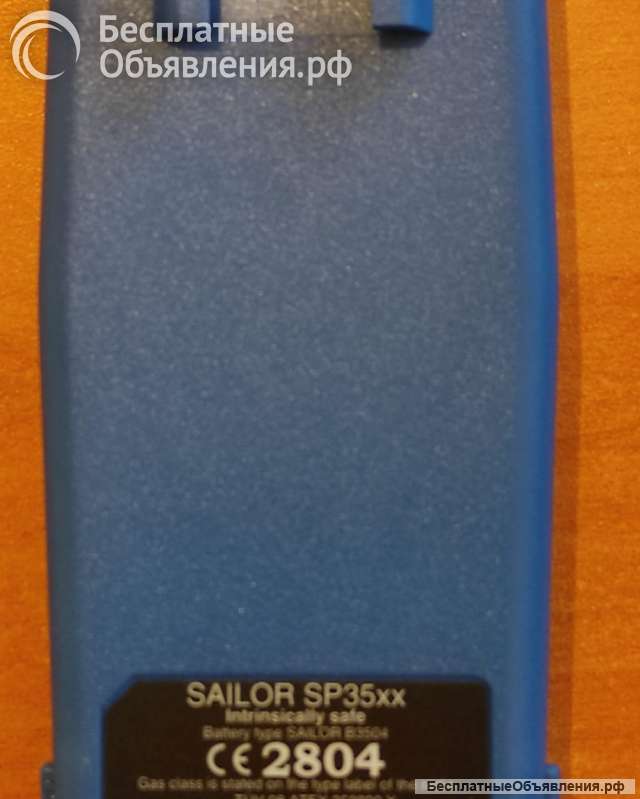 Бесплатные
Объявления.рф
SAILOR SP35xx
Intrinsically safe
Battery type SAILOR B3504
CE 2804
Gas class is stated on the type label of the
БесплатныеОбъявления.рф